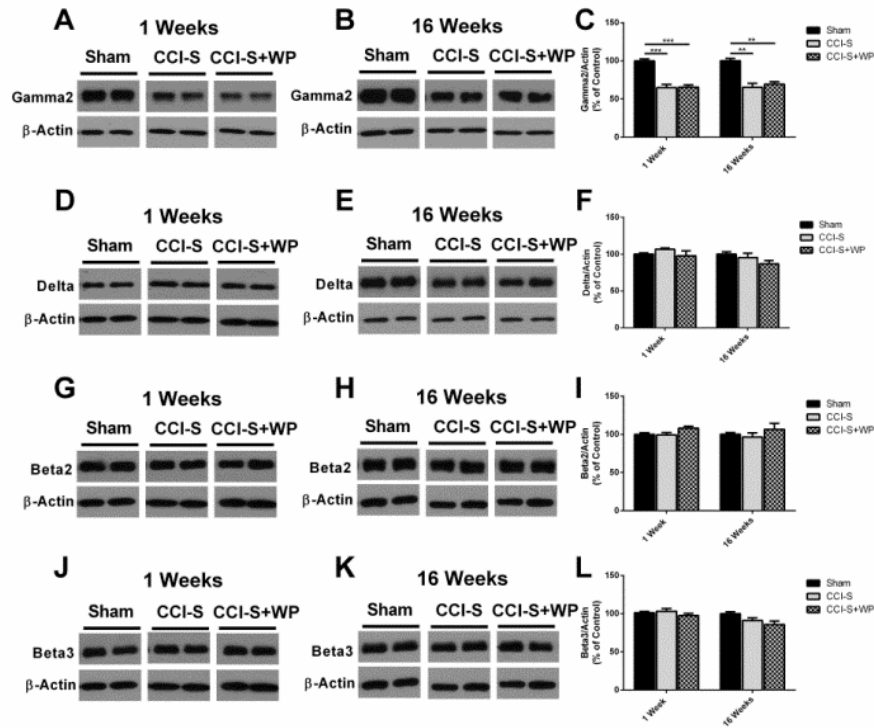 A 1 Weeks
Sham CCI-S CCI-S+WP
Gamma2
β-Actin
B 16 Weeks
Sham CCI-S CCI-S+WP
Gamma2
β-Actin
C
Gamma2/Actin
(% of Control)
150
100
50
*** ***
** **
1 Week 16 Weeks
Sham
CCI-S
CCI-S+WP
D 1 Weeks
Sham CCI-S CCI-S+WP
Delta
β-Actin
E 16 Weeks
Sham CCI-S CCI-S+WP
Delta
β-Actin
F
Delta/Actin
(% of Control)
150
100
50
1 Week 16 Weeks
Sham
CCI-S
CCI-S+WP
G 1 Weeks
Sham CCI-S CCI-S+WP
Beta2
β-Actin
H 16 Weeks
Sham CCI-S CCI-S+WP
Beta2
β-Actin
I
Beta2/Actin
(% of Control)
150
100
50
0
1 Week 16 Weeks
Sham
CCI-S
CCI-S+WP
J 1 Weeks
Sham CCI-S CCI-S+WP
Beta3
β-Actin
K 16 Weeks
Sham CCI-S CCI-S+WP
Beta3
β-Actin
L
Beta3/Actin
(% of Control)
150
100
50
1 Week 16 Weeks
Sham
CCI-S
CCI-S+WP